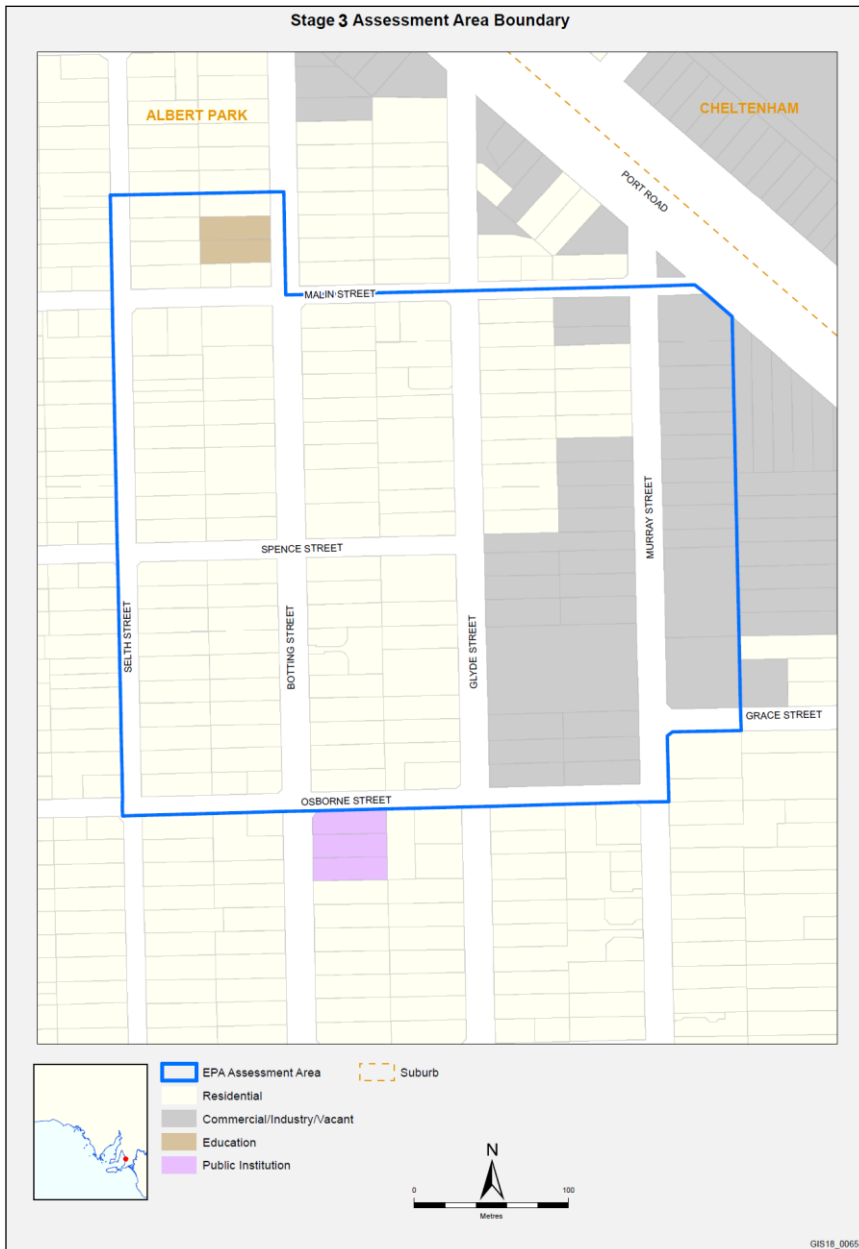 Stage 3 Assessment Area Boundary
ALBERT PARK
CHELTENHAM
PORT ROAD
MALIN STREET
MURRAY STREET
SPENCE STREET
SELTH STREET
BOTTING STREET
GLYDE STREET
GRACE STREET
OSBORNE STREET
EPA Assessment Area
Suburb
Residential
Commercial/Industry/Vacant
Education
Public Institution
N
0 100
Metres
GIS18_0065